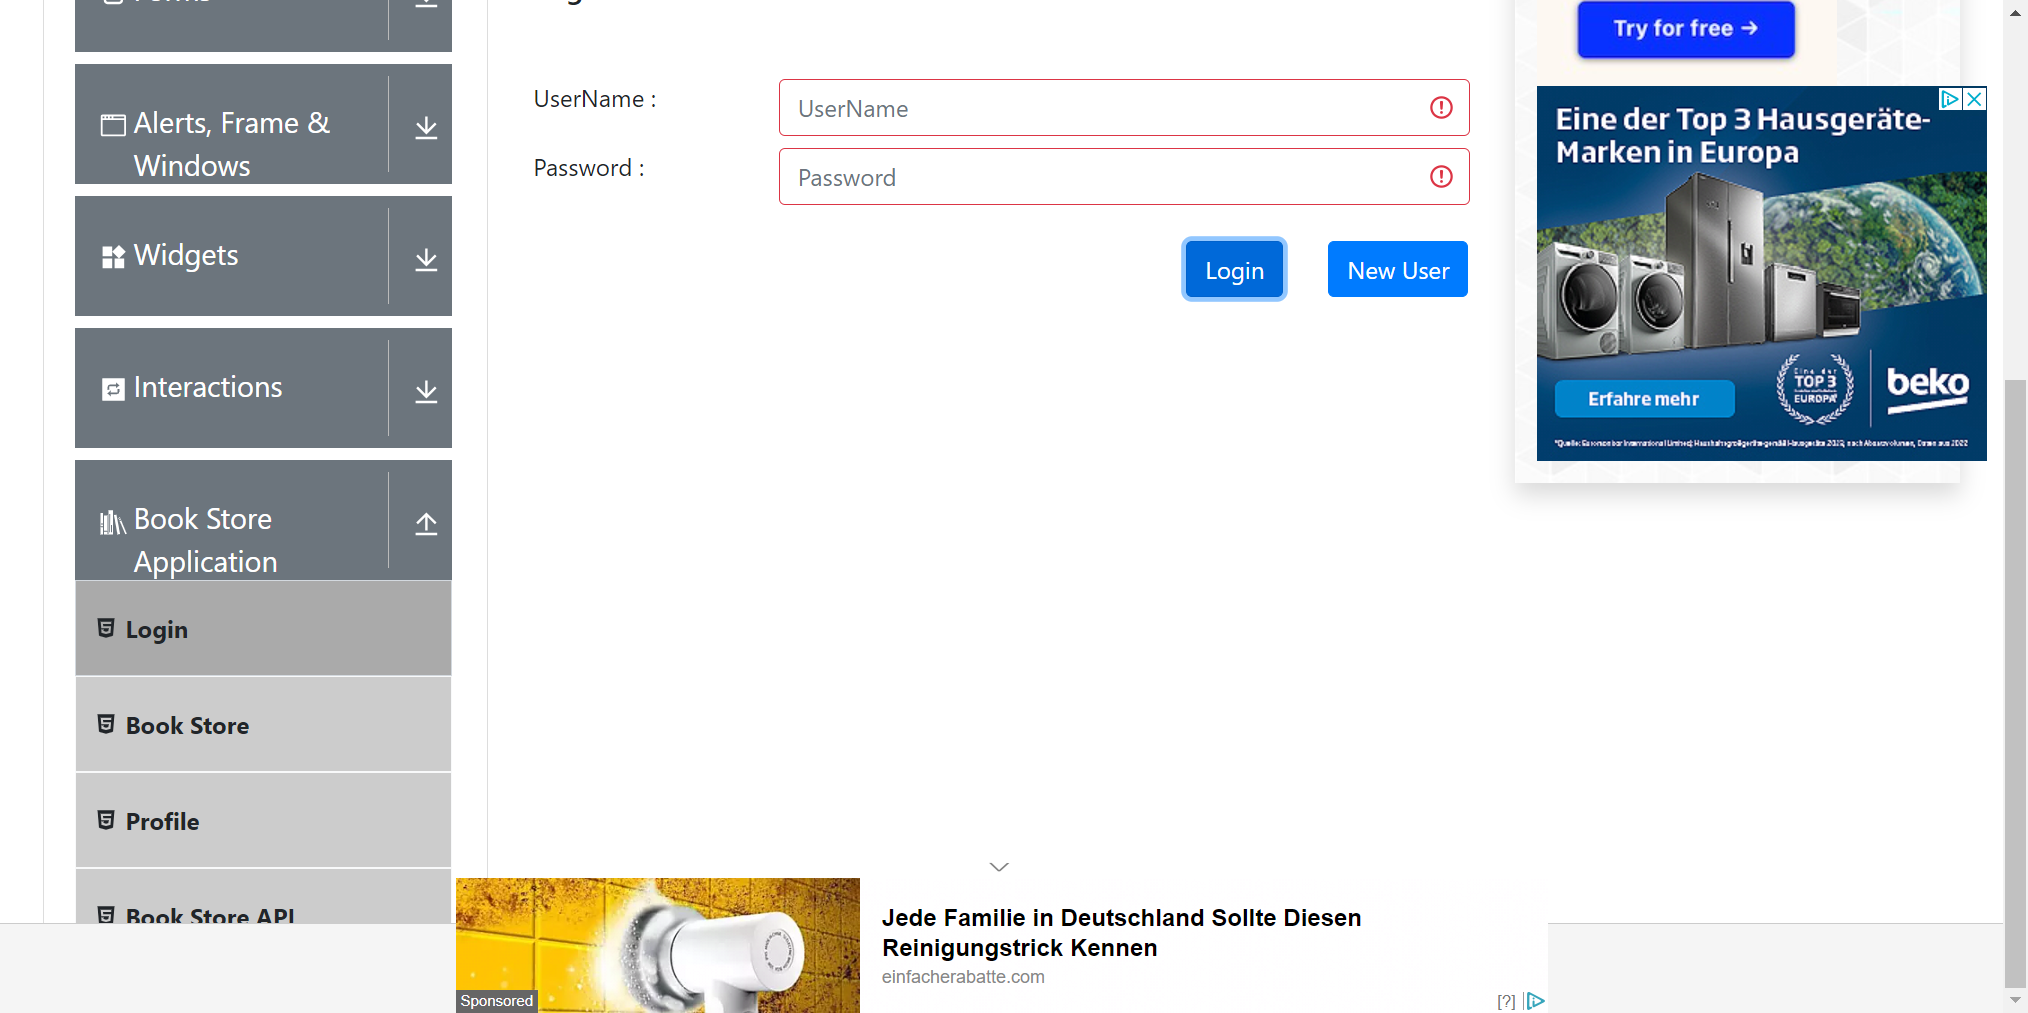 Alerts, Frame &
Windows
Widgets
Interactions
Book Store
Application
Login
Book Store
Profile
Book Store API
UserName :
UserName
Password :
Password
Login
New User
Try for free →
Eine der Top 3 Hausgeräte-
Marken in Europa
Erfahre mehr
Eine der
TOP 3
EUROPA*
beko
Jede Familie in Deutschland Sollte Diesen
Reinigungstrick Kennen
einfacherabatte.com
Sponsored
[?]